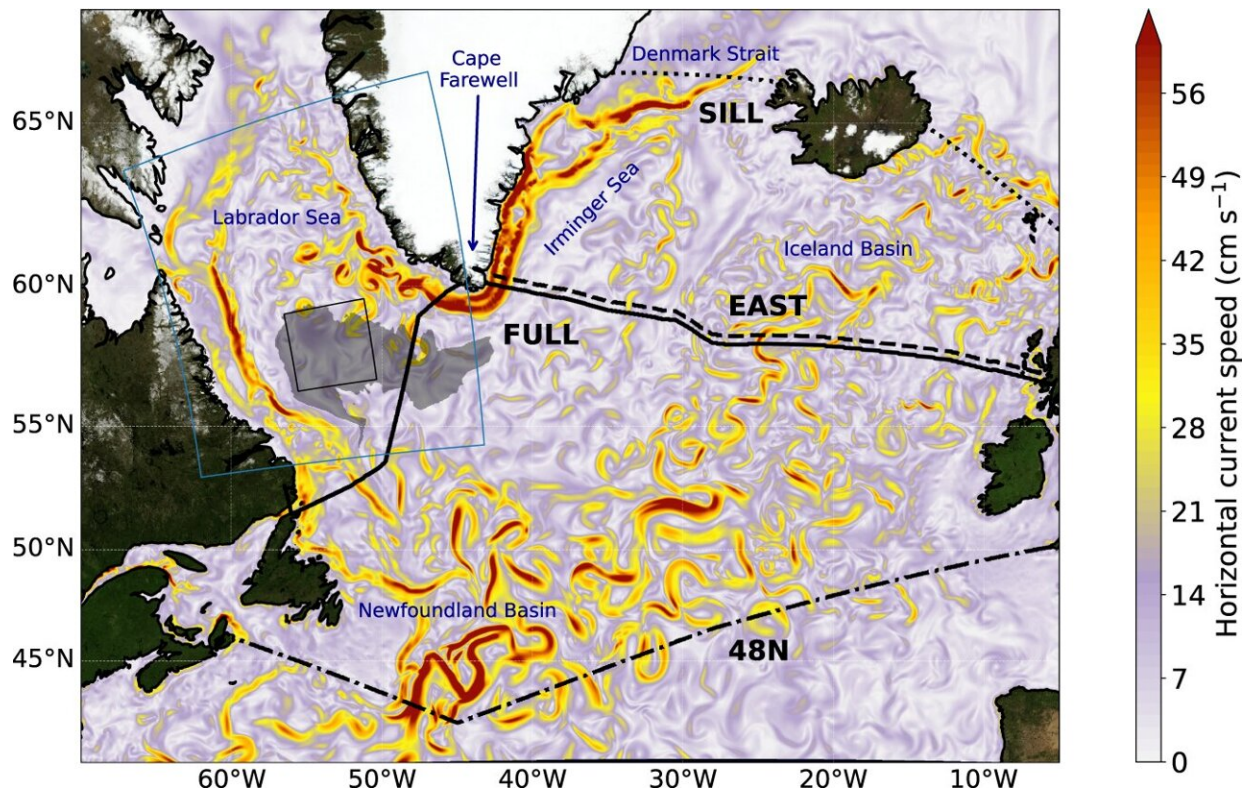 Cape
Farewell
Denmark Strait
SILL
65°N
Irminger Sea
Labrador Sea
Iceland Basin
60°N
EAST
FULL
55°N
50°N
Newfoundland Basin
48N
45°N
60°W
50°W
40°W
30°W
20°W
10°W
56
49
42
35
28
21
14
7
0
Horizontal current speed (cm s⁻¹)